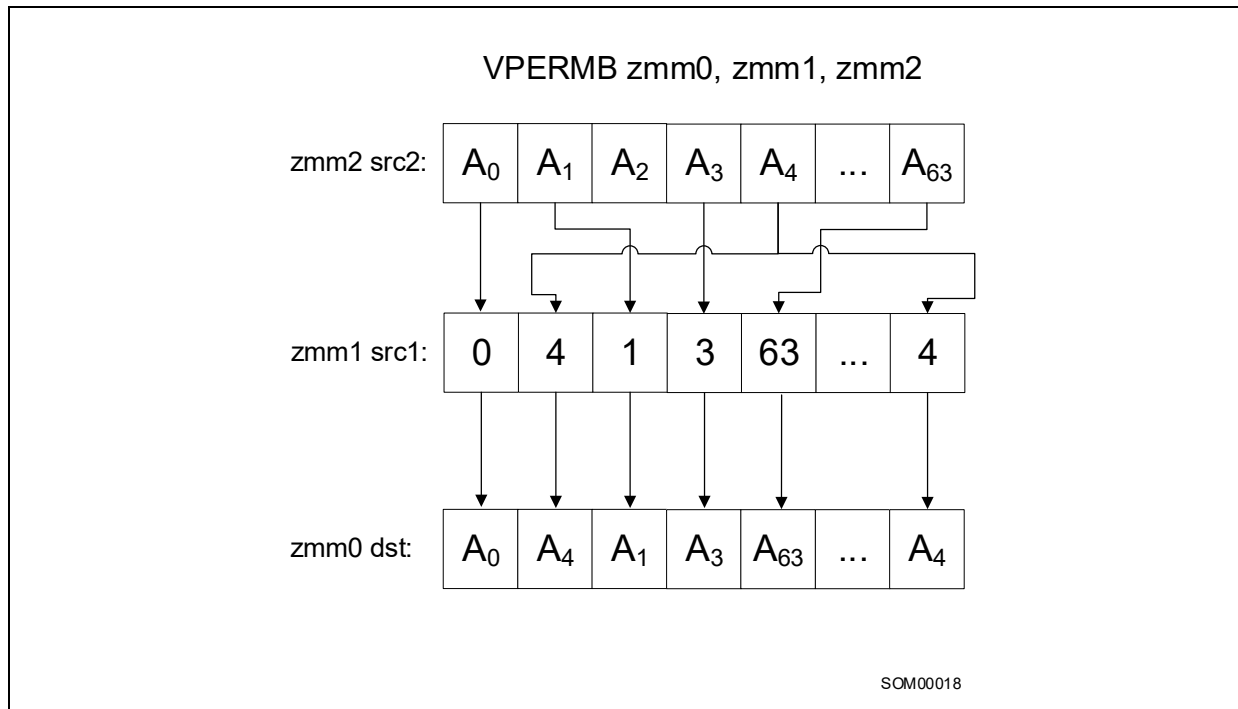 VPERMB zmm0, zmm1, zmm2
zmm2 src2: A₀ A₁ A₂ A₃ A₄ ... A₆₃
zmm1 src1: 0 4 1 3 63 ... 4
zmm0 dst: A₀ A₄ A₁ A₃ A₆₃ ... A₄
SOM00018